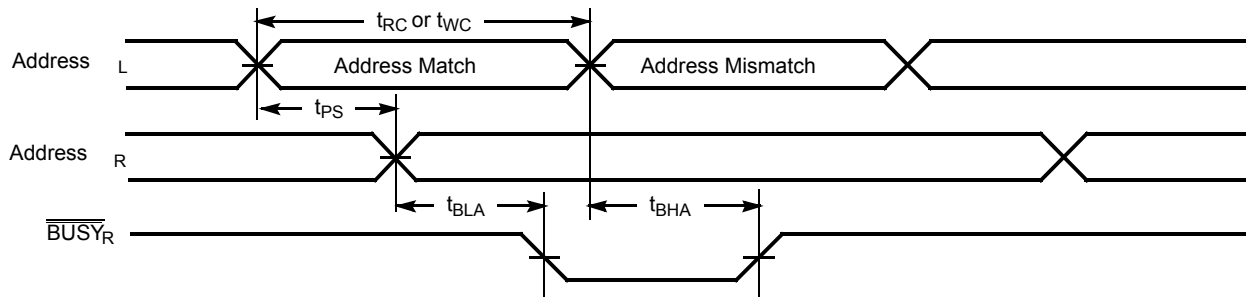 tRC or tWC
Address L
Address Match
Address Mismatch
tPS
Address R
tBLA
tBHA
BUSYR